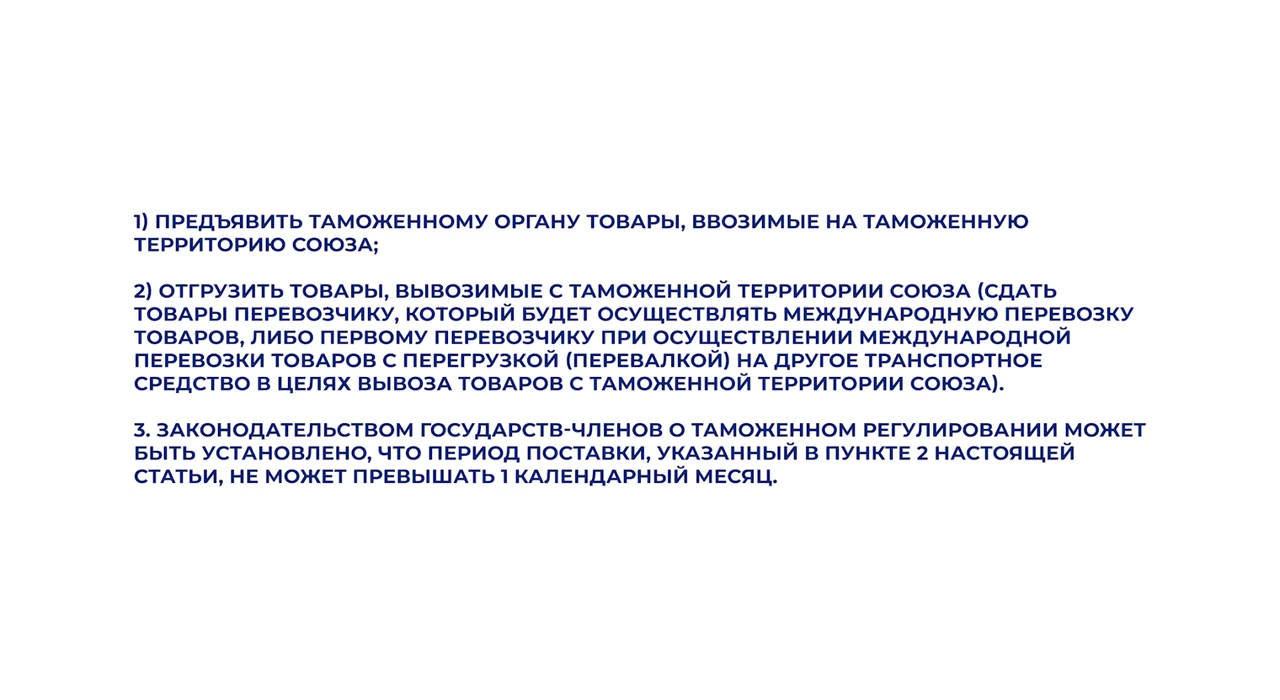 1) ПРЕДЪЯВИТЬ ТАМОЖЕННОМУ ОРГАНУ ТОВАРЫ, ВВОЗИМЫЕ НА ТАМОЖЕННУЮ
ТЕРРИТОРИЮ СОЮЗА;
2) ОТГРУЗИТЬ ТОВАРЫ, ВЫВОЗИМЫЕ С ТАМОЖЕННОЙ ТЕРРИТОРИИ СОЮЗА (СДАТЬ
ТОВАРЫ ПЕРЕВОЗЧИКУ, КОТОРЫЙ БУДЕТ ОСУЩЕСТВЛЯТЬ МЕЖДУНАРОДНУЮ ПЕРЕВОЗКУ
ТОВАРОВ, ЛИБО ПЕРВОМУ ПЕРЕВОЗЧИКУ ПРИ ОСУЩЕСТВЛЕНИИ МЕЖДУНАРОДНОЙ
ПЕРЕВОЗКИ ТОВАРОВ С ПЕРЕГРУЗКОЙ (ПЕРЕВАЛКОЙ) НА ДРУГОЕ ТРАНСПОРТНОЕ
СРЕДСТВО В ЦЕЛЯХ ВЫВОЗА ТОВАРОВ С ТАМОЖЕННОЙ ТЕРРИТОРИИ СОЮЗА).
3. ЗАКОНОДАТЕЛЬСТВОМ ГОСУДАРСТВ-ЧЛЕНОВ О ТАМОЖЕННОМ РЕГУЛИРОВАНИИ МОЖЕТ
БЫТЬ УСТАНОВЛЕНО, ЧТО ПЕРИОД ПОСТАВКИ, УКАЗАННЫЙ В ПУНКТЕ 2 НАСТОЯЩЕЙ
СТАТЬИ, НЕ МОЖЕТ ПРЕВЫШАТЬ 1 КАЛЕНДАРНЫЙ МЕСЯЦ.